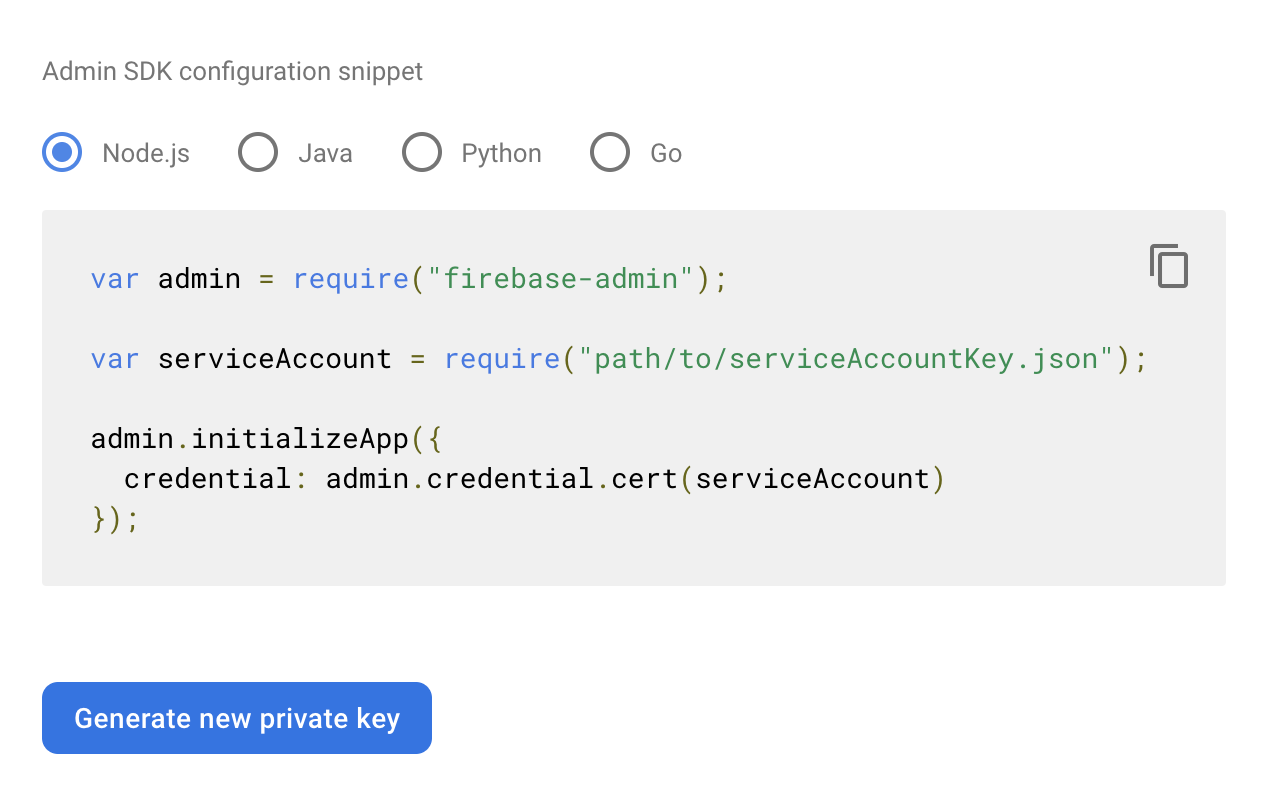 Admin SDK configuration snippet
Node.js Java Python Go
var admin = require("firebase-admin");
var serviceAccount = require("path/to/serviceAccountKey.json");
admin.initializeApp({
  credential: admin.credential.cert(serviceAccount)
});
Generate new private key